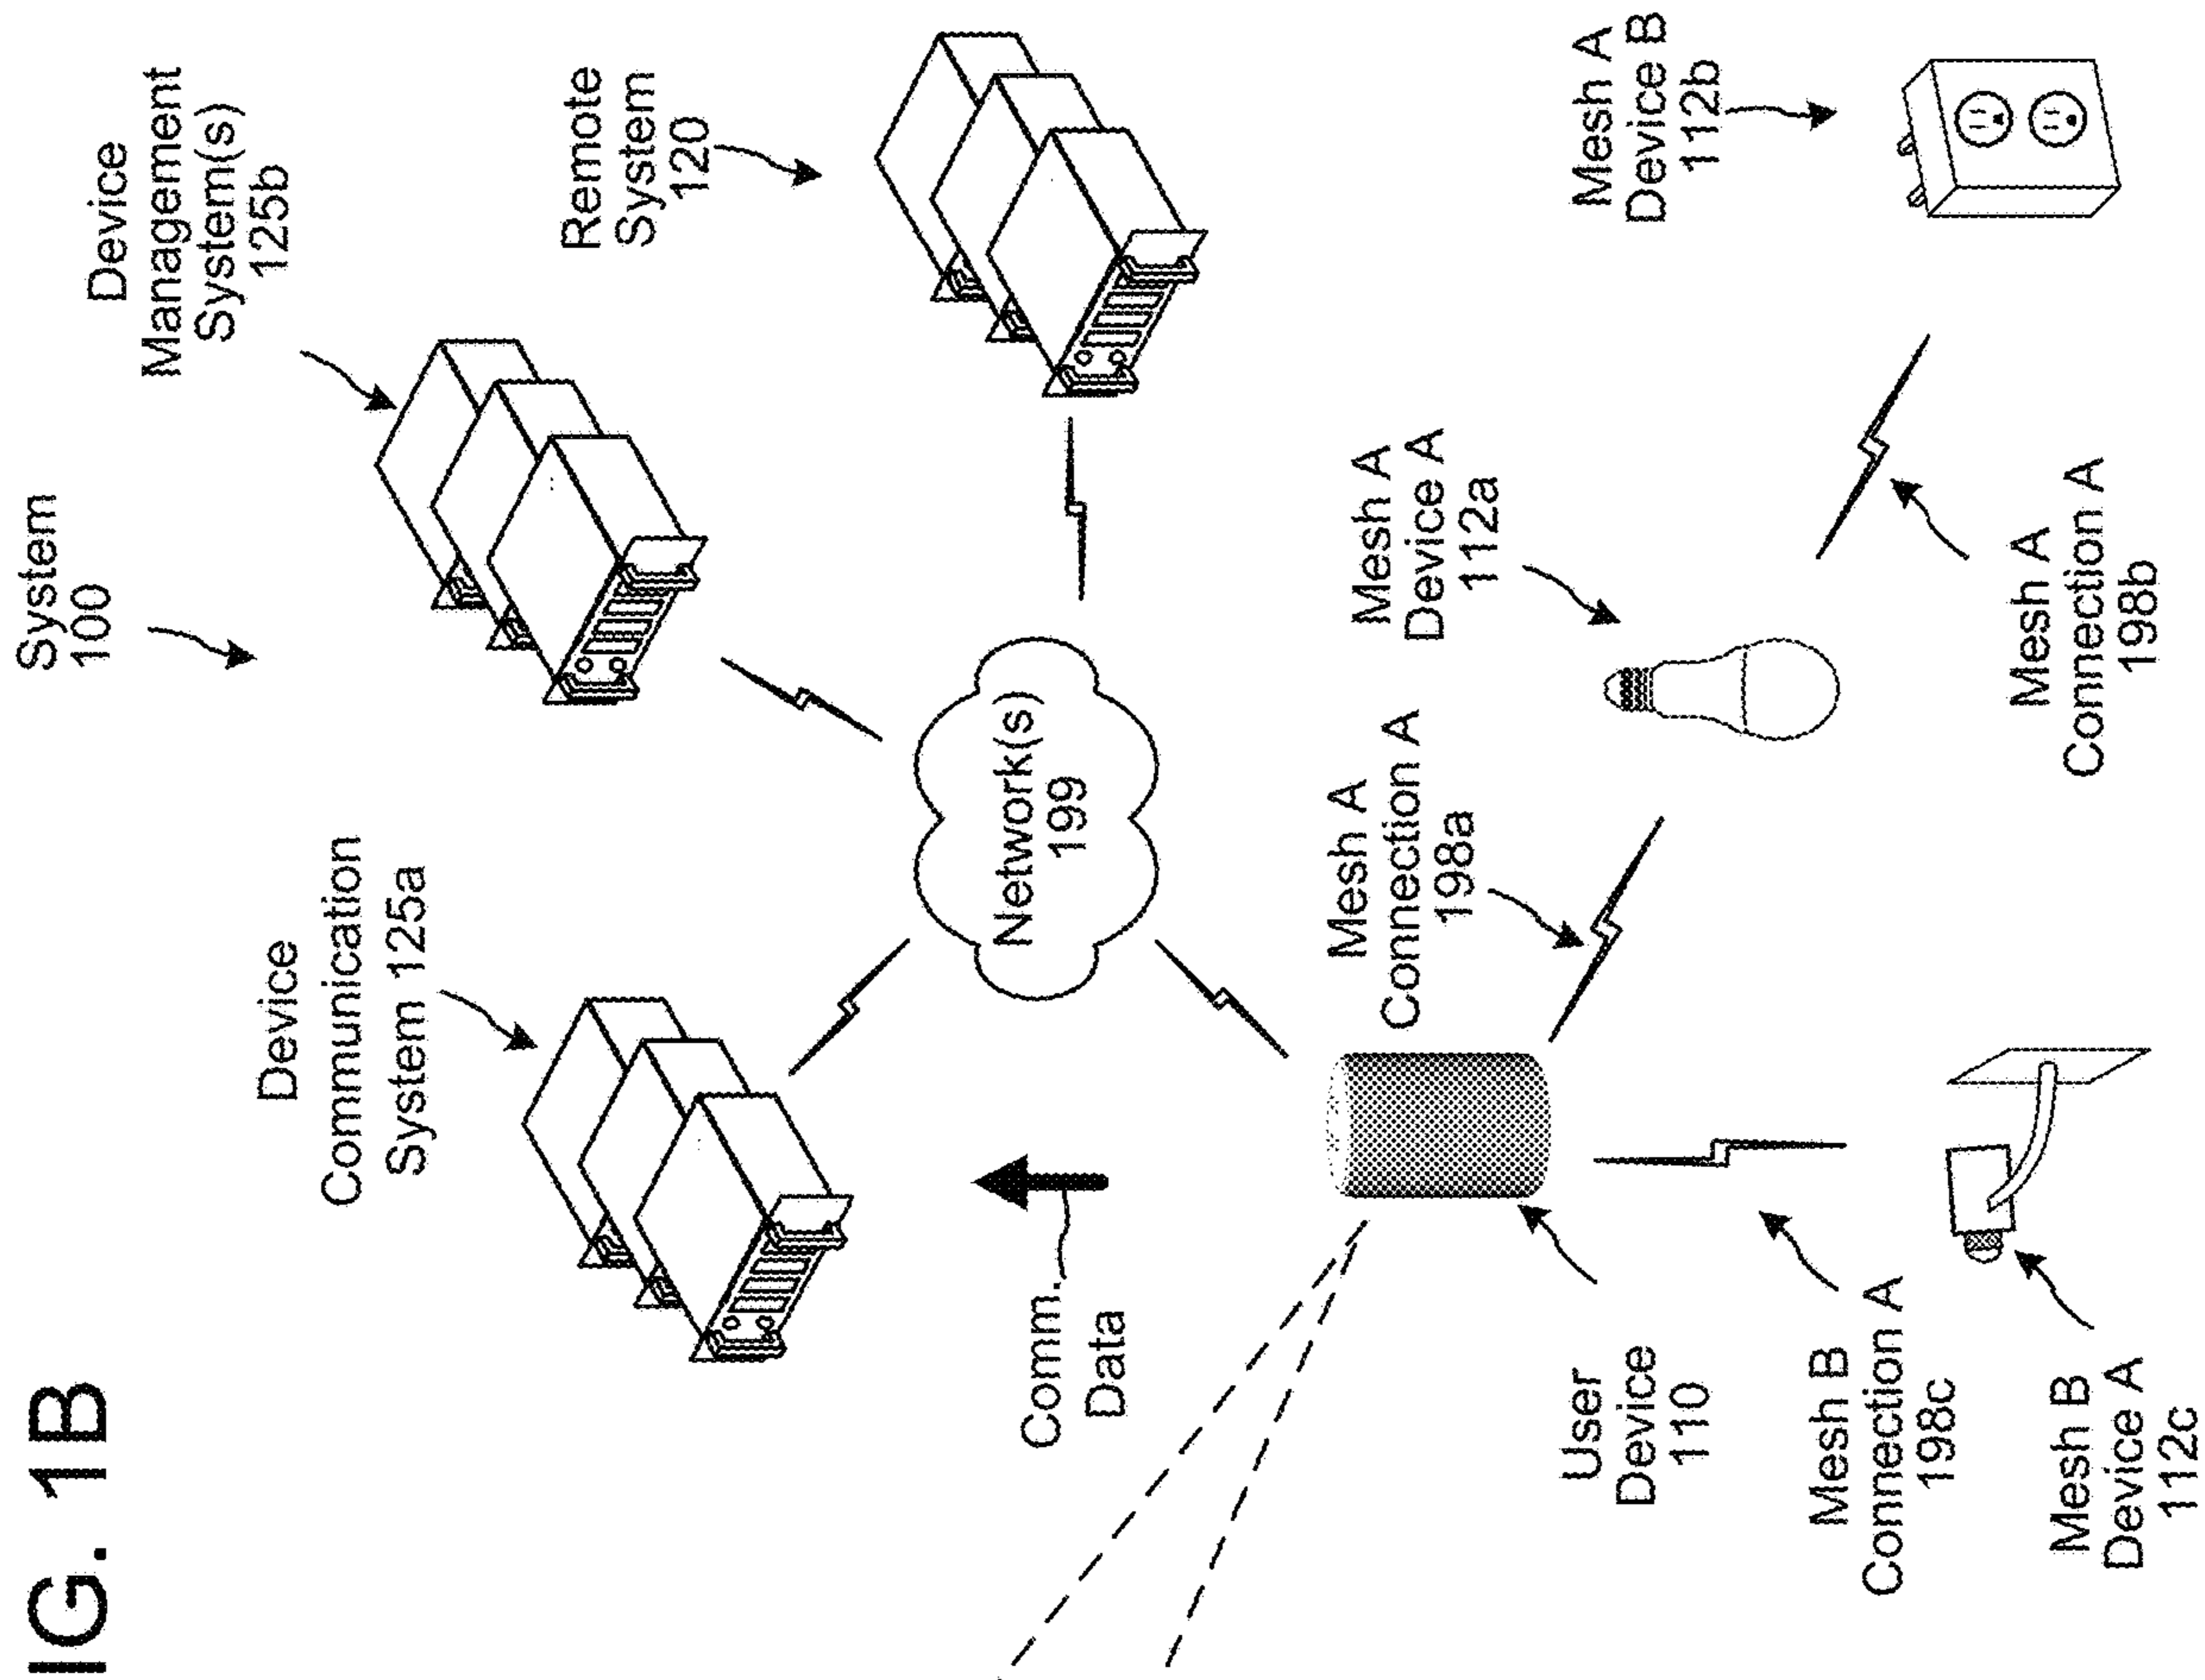 IG. 1B
System
100
Device
Management
System(s)
125b
Device
Communication
System 125a
Remote
System
120
Network(s)
199
Comm.
Data
Mesh A
Connection A
198a
Mesh A
Device A
112a
Mesh A
Device B
112b
User
Device
110
Mesh B
Connection A
198c
Mesh A
Connection A
198b
Mesh B
Device A
112c